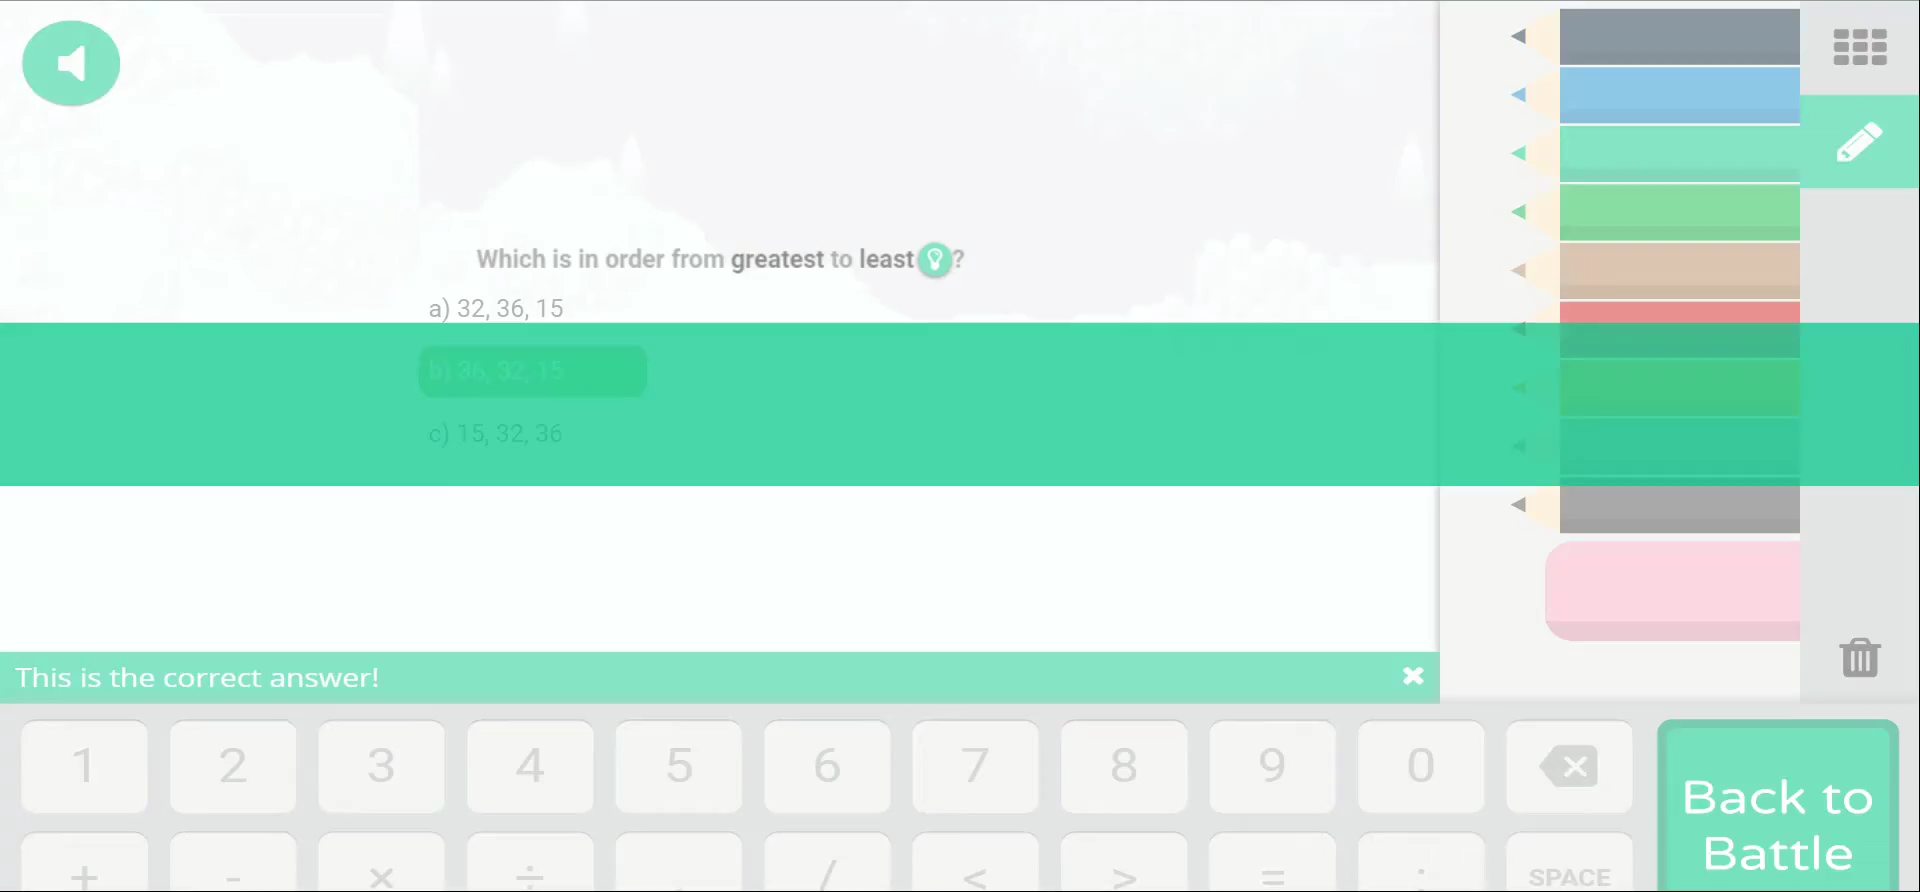 Which is in order from greatest to least ?
a) 32, 36, 15
b) 36, 32, 15
c) 15, 32, 36
This is the correct answer!
1 2 3 4 5 6 7 8 9 0
Back to
Battle
+ - × ÷ . / < > = : SPACE